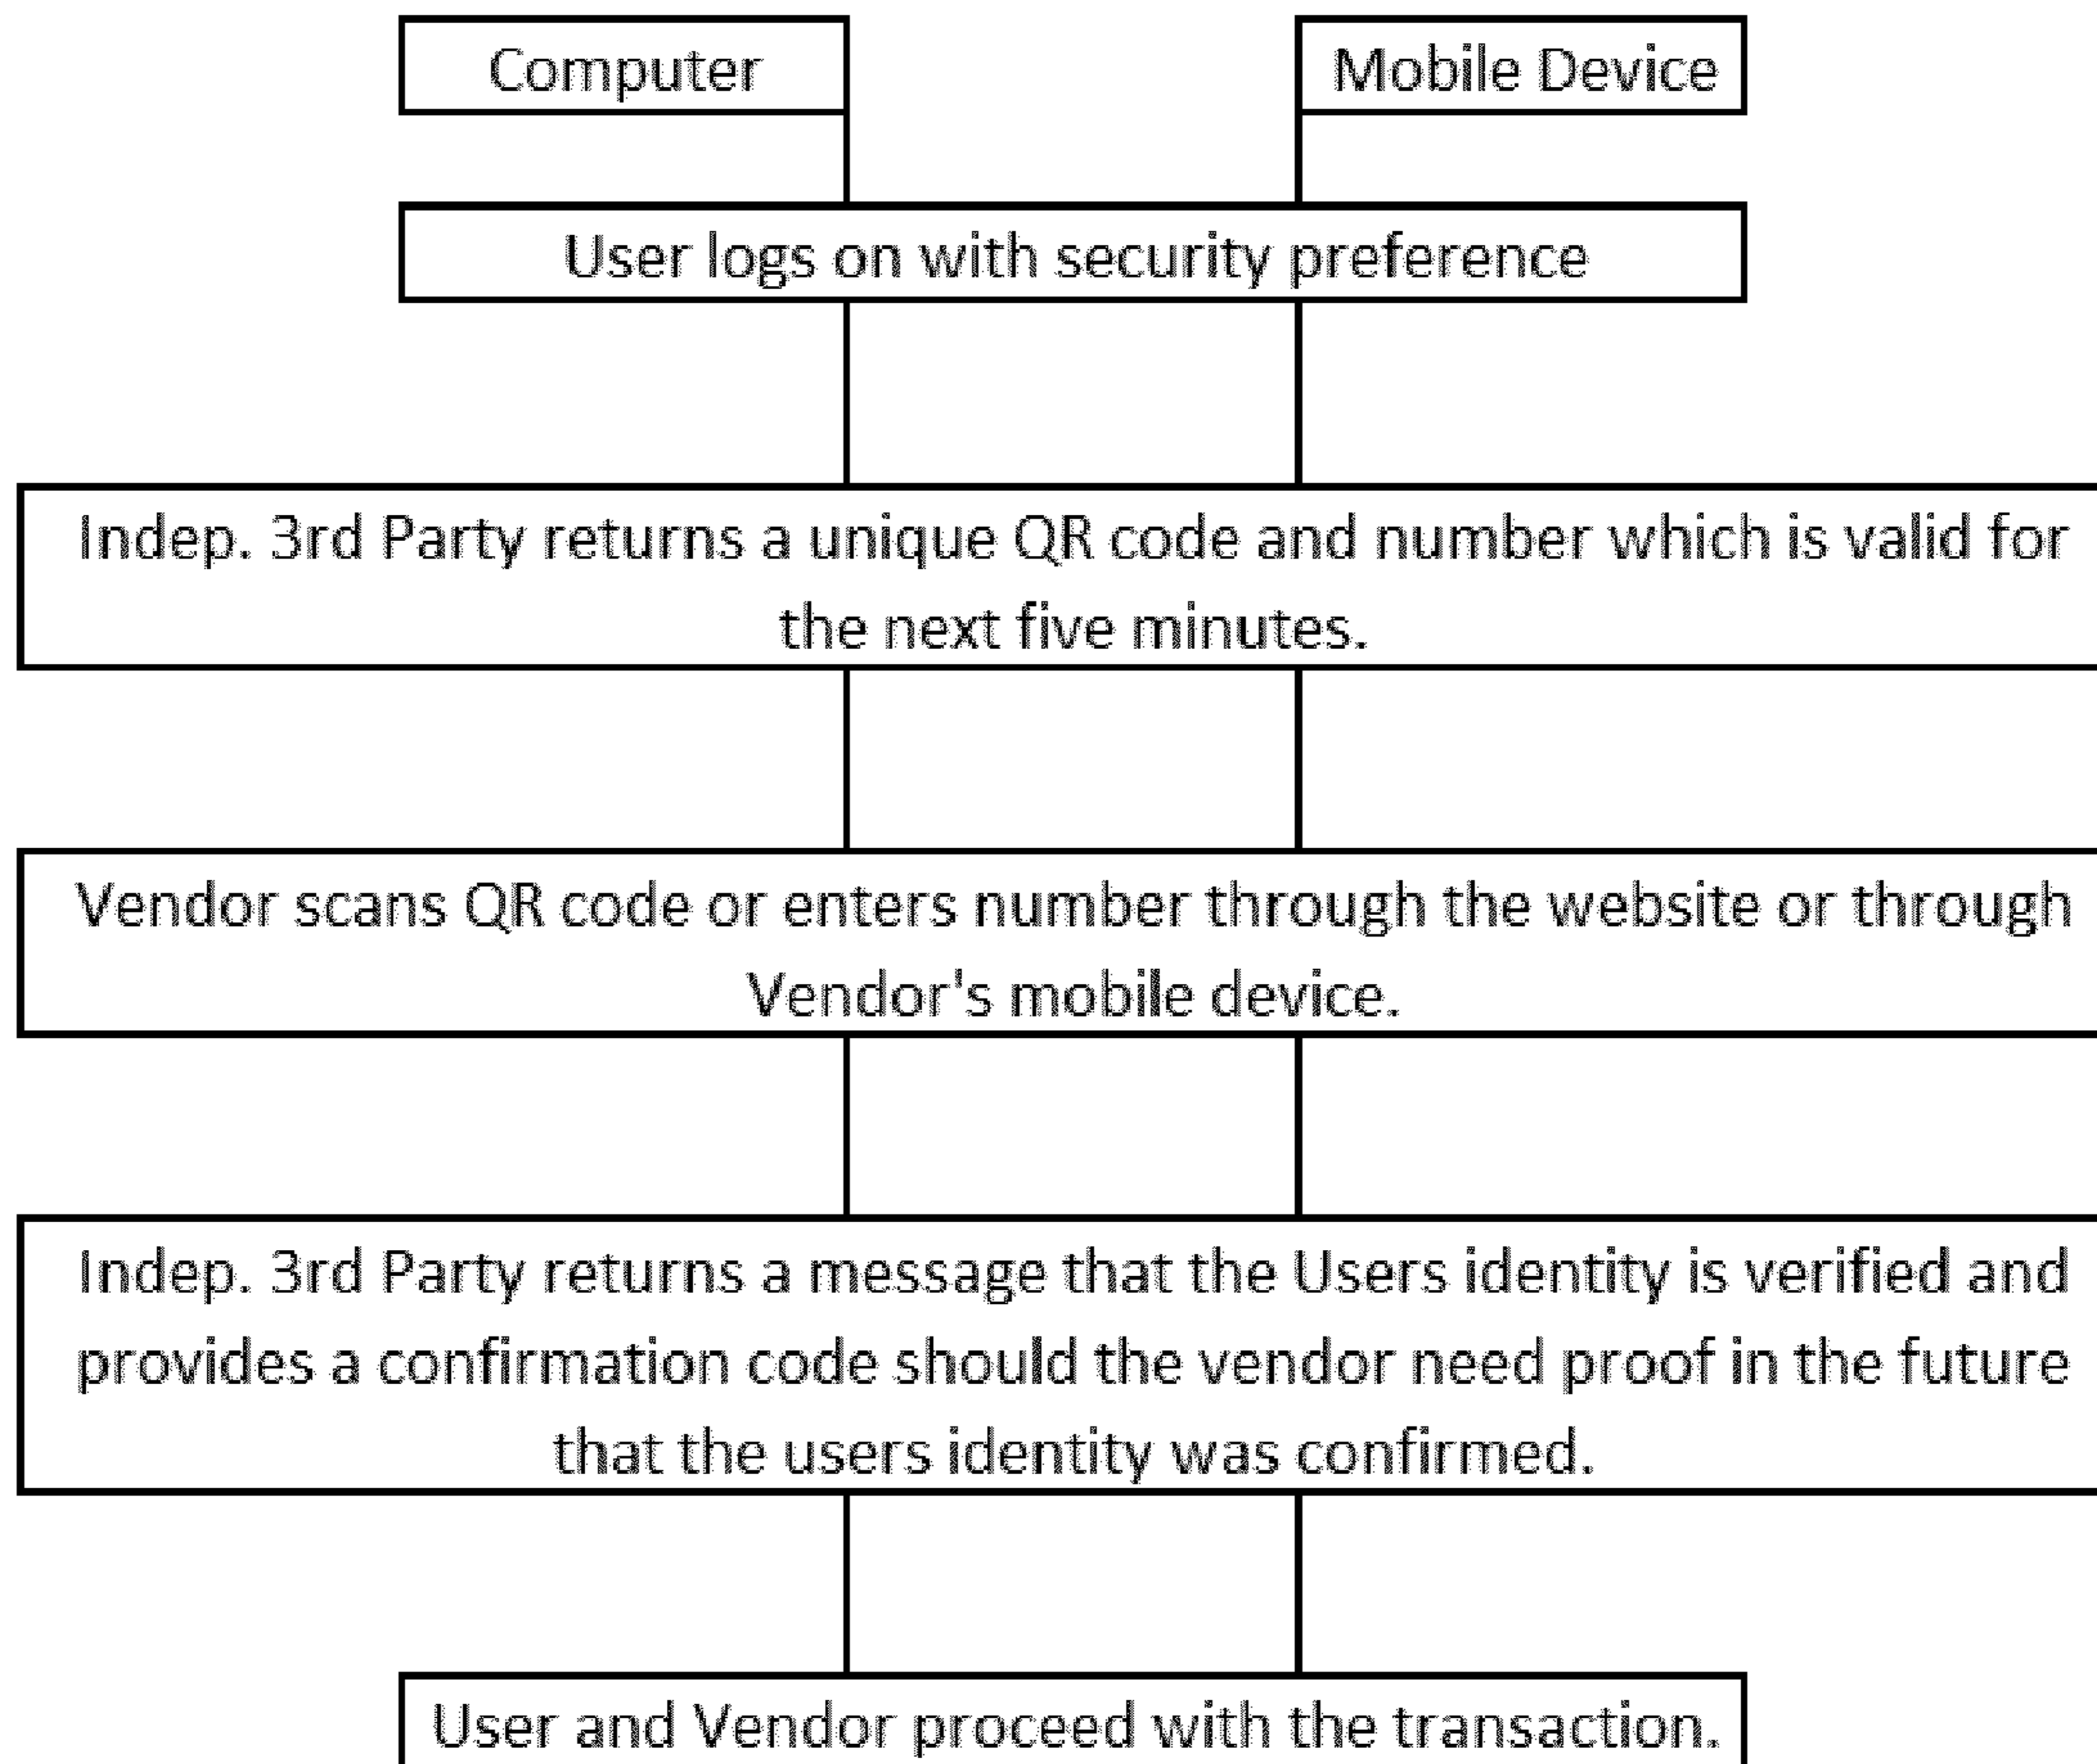 Computer
Mobile Device
User logs on with security preference
Indep. 3rd Party returns a unique QR code and number which is valid for
the next five minutes.
Vendor scans QR code or enters number through the website or through
Vendor's mobile device.
Indep. 3rd Party returns a message that the Users identity is verified and
provides a confirmation code should the vendor need proof in the future
that the users identity was confirmed.
User and Vendor proceed with the transaction.